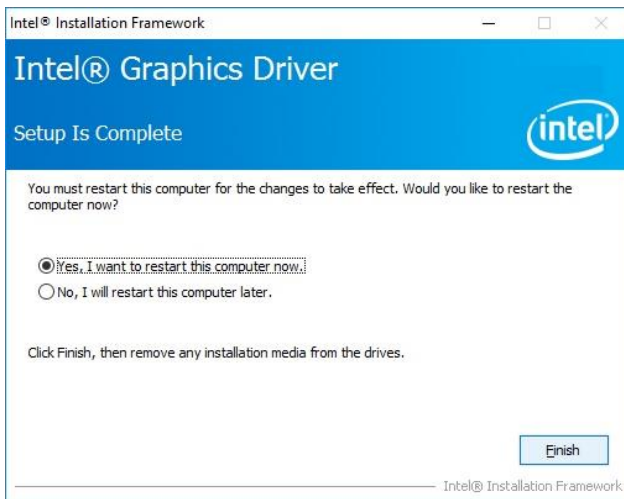 Intel® Installation Framework
Intel® Graphics Driver
Setup Is Complete
intel
You must restart this computer for the changes to take effect. Would you like to restart the
computer now?
Yes, I want to restart this computer now.
No, I will restart this computer later.
Click Finish, then remove any installation media from the drives.
Finish
Intel® Installation Framework